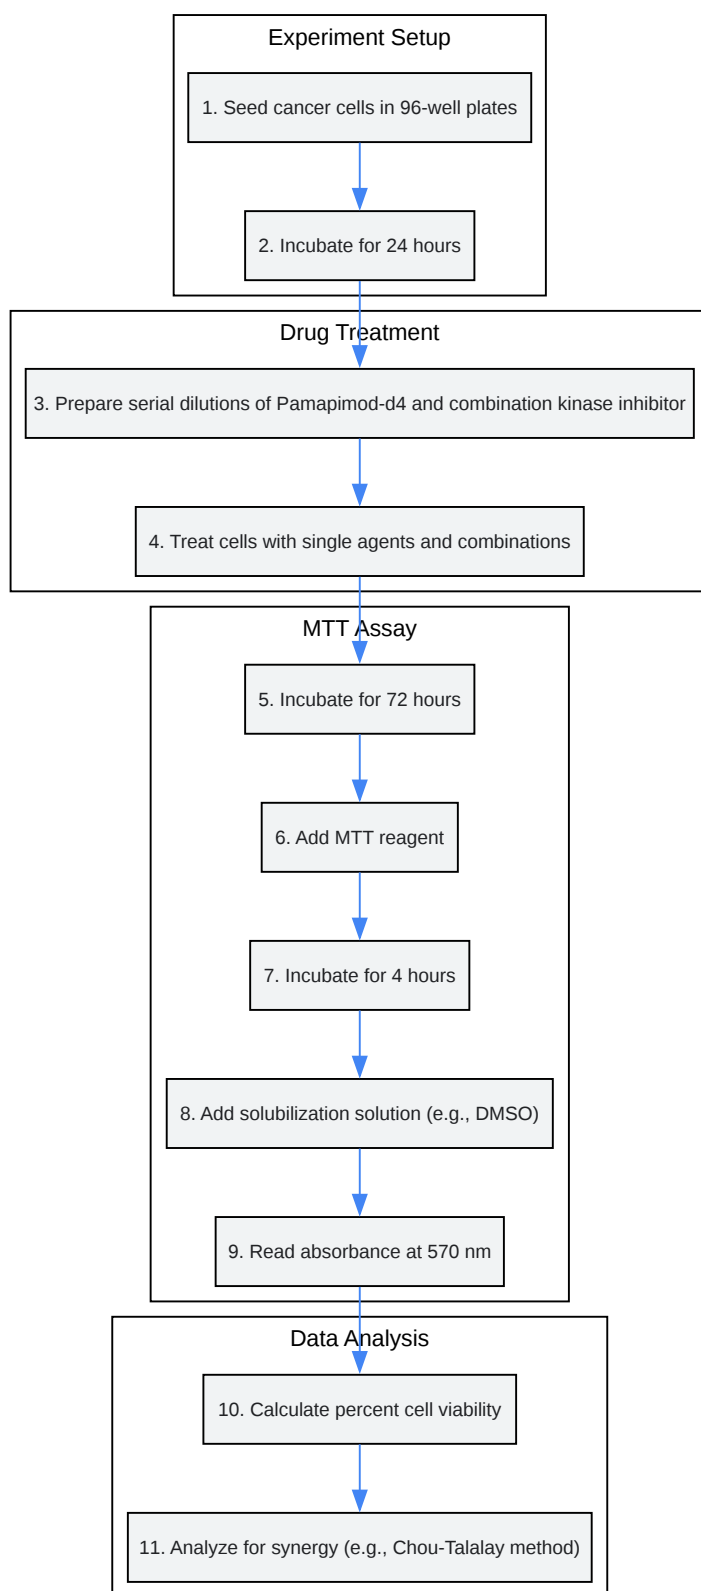 Experiment Setup
1. Seed cancer cells in 96-well plates
2. Incubate for 24 hours
Drug Treatment
3. Prepare serial dilutions of Pamapimod-d4 and combination kinase inhibitor
4. Treat cells with single agents and combinations
MTT Assay
5. Incubate for 72 hours
6. Add MTT reagent
7. Incubate for 4 hours
8. Add solubilization solution (e.g., DMSO)
9. Read absorbance at 570 nm
Data Analysis
10. Calculate percent cell viability
11. Analyze for synergy (e.g., Chou-Talalay method)